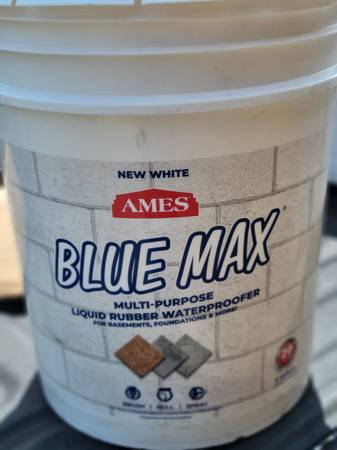 NEW WHITE
AMES
BLUE MAX
MULTI-PURPOSE
LIQUID RUBBER WATERPROOFER
FOR BASEMENTS, FOUNDATIONS & MORE!
BRUSH | ROLL | SPRAY